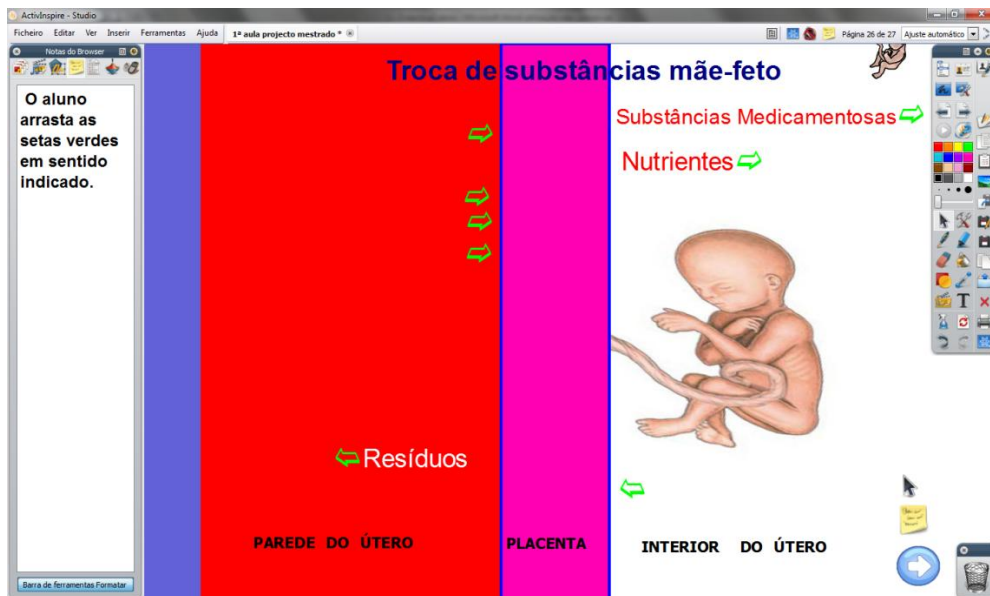 ActivInspire - Studio
Ficheiro Editar Ver Inserir Ferramentas Ajuda
1ª aula projecto mestrado *
Página 26 de 27
Ajuste automático
Notas do Browser
O aluno
arrasta as
setas verdes
em sentido
indicado.
Troca de substâncias mãe-feto
Substâncias Medicamentosas
Nutrientes
Resíduos
PAREDE DO ÚTERO
PLACENTA
INTERIOR DO ÚTERO
Barra de ferramentas Formatar